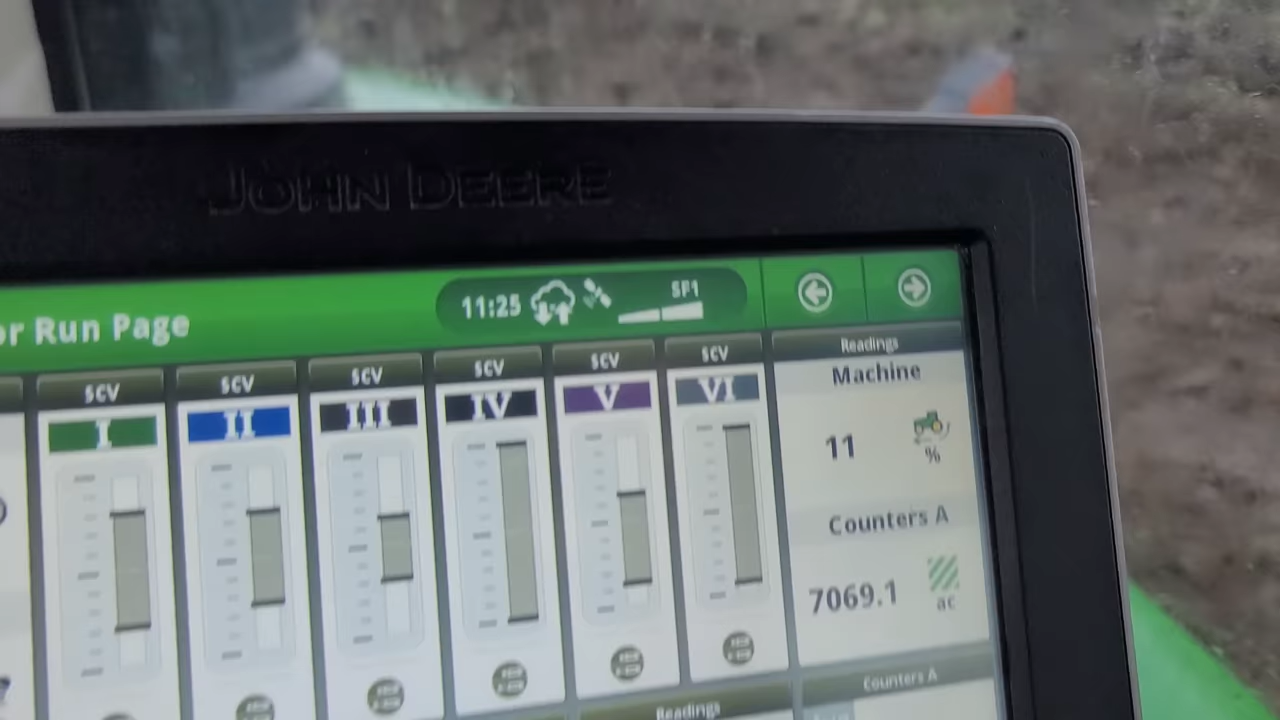 JOHN DEERE
or Run Page
11:25
SF1
SCV
SCV
SCV
SCV
SCV
SCV
I
II
III
IV
V
VI
Readings
Machine
11
%
Counters A
7069.1
ac
Readings
Counters A